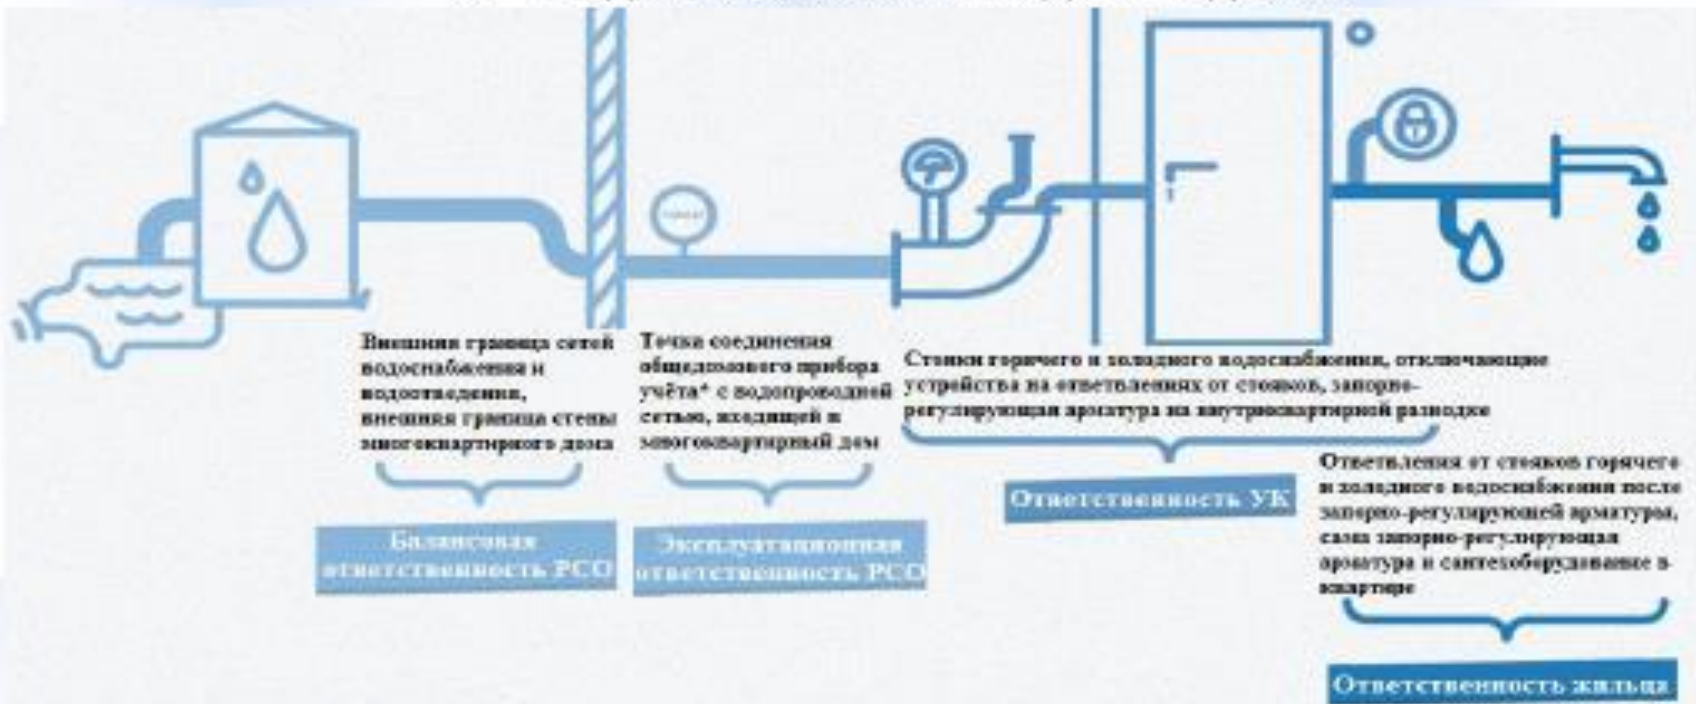 Внешняя граница сетей
водоснабжения и
водоотведения,
внешняя граница стены
многоквартирного дома
Балансовая
ответственность РСО
Точка соединения
общедомового прибора
учёта* с водопроводной
сетью, входящей в
многоквартирный дом
Эксплуатационная
ответственность РСО
Стояки горячего и холодного водоснабжения, отключающие
устройства на ответвлениях от стояков, запорно-
регулирующая арматура на внутриквартирной разводке
Ответственность УК
Ответвления от стояков горячего
и холодного водоснабжения после
запорно-регулирующей арматуры,
сама запорно-регулирующая
арматура и сантехоборудование в
квартире
Ответственность жильца